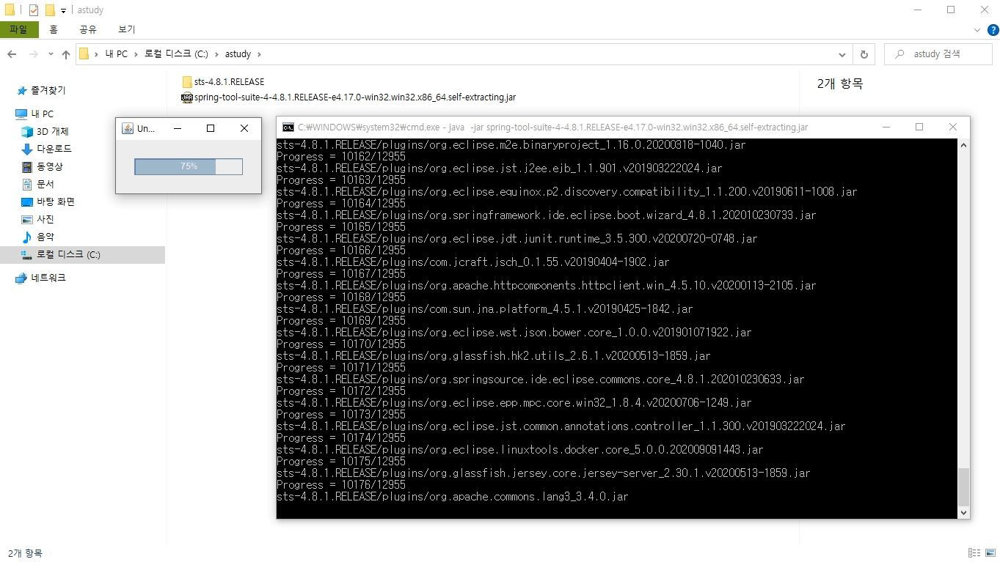 astudy
파일 홈 공유 보기
내 PC › 로컬 디스크 (C:) › astudy ›
astudy 검색
즐겨찾기
내 PC
3D 개체
다운로드
동영상
문서
바탕 화면
사진
음악
로컬 디스크 (C:)
네트워크
sts-4.8.1.RELEASE
spring-tool-suite-4-4.8.1.RELEASE-e4.17.0-win32.win32.x86_64.self-extracting.jar
2개 항목
Un...
75%
C:₩WINDOWS₩system32₩cmd.exe - java  -jar spring-tool-suite-4-4.8.1.RELEASE-e4.17.0-win32.win32.x86_64.self-extracting.jar
sts-4.8.1.RELEASE/plugins/org.eclipse.m2e.binaryproject_1.16.0.20200318-1040.jar
Progress = 10162/12955
sts-4.8.1.RELEASE/plugins/org.eclipse.jst.j2ee.ejb_1.1.901.v201903222024.jar
Progress = 10163/12955
sts-4.8.1.RELEASE/plugins/org.eclipse.equinox.p2.discovery.compatibility_1.1.200.v20190611-1008.jar
Progress = 10164/12955
sts-4.8.1.RELEASE/plugins/org.springframework.ide.eclipse.boot.wizard_4.8.1.202010230733.jar
Progress = 10165/12955
sts-4.8.1.RELEASE/plugins/org.eclipse.jdt.junit.runtime_3.5.300.v20200720-0748.jar
Progress = 10166/12955
sts-4.8.1.RELEASE/plugins/com.jcraft.jsch_0.1.55.v20190404-1902.jar
Progress = 10167/12955
sts-4.8.1.RELEASE/plugins/org.apache.httpcomponents.httpclient.win_4.5.10.v20200113-2105.jar
Progress = 10168/12955
sts-4.8.1.RELEASE/plugins/com.sun.jna.platform_4.5.1.v20190425-1842.jar
Progress = 10169/12955
sts-4.8.1.RELEASE/plugins/org.eclipse.wst.json.bower.core_1.0.0.v201901071922.jar
Progress = 10170/12955
sts-4.8.1.RELEASE/plugins/org.glassfish.hk2.utils_2.6.1.v20200513-1859.jar
Progress = 10171/12955
sts-4.8.1.RELEASE/plugins/org.springsource.ide.eclipse.commons.core_4.8.1.202010230633.jar
Progress = 10172/12955
sts-4.8.1.RELEASE/plugins/org.eclipse.epp.mpc.core.win32_1.8.4.v20200706-1249.jar
Progress = 10173/12955
sts-4.8.1.RELEASE/plugins/org.eclipse.jst.common.annotations.controller_1.1.300.v201903222024.jar
Progress = 10174/12955
sts-4.8.1.RELEASE/plugins/org.eclipse.linuxtools.docker.core_5.0.0.202009091443.jar
Progress = 10175/12955
sts-4.8.1.RELEASE/plugins/org.glassfish.jersey.core.jersey-server_2.30.1.v20200513-1859.jar
Progress = 10176/12955
sts-4.8.1.RELEASE/plugins/org.apache.commons.lang3_3.4.0.jar
2개 항목